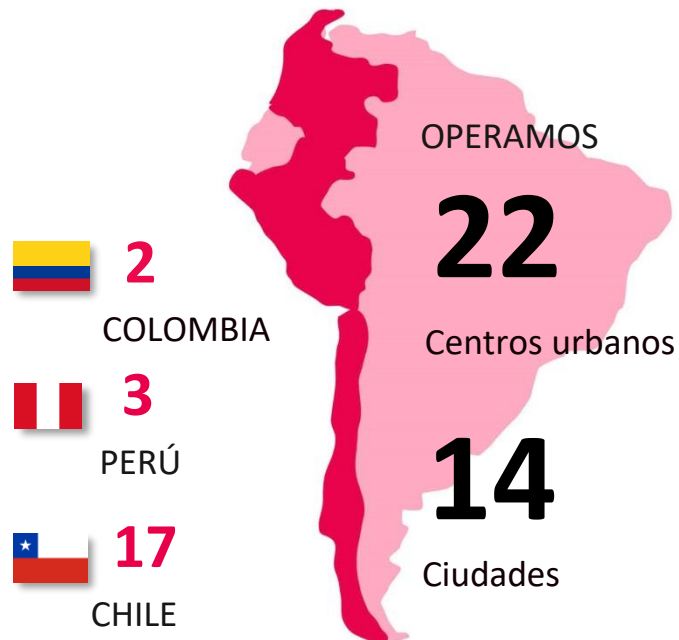 OPERAMOS
22
Centros urbanos
14
Ciudades
2
COLOMBIA
3
PERÚ
17
CHILE